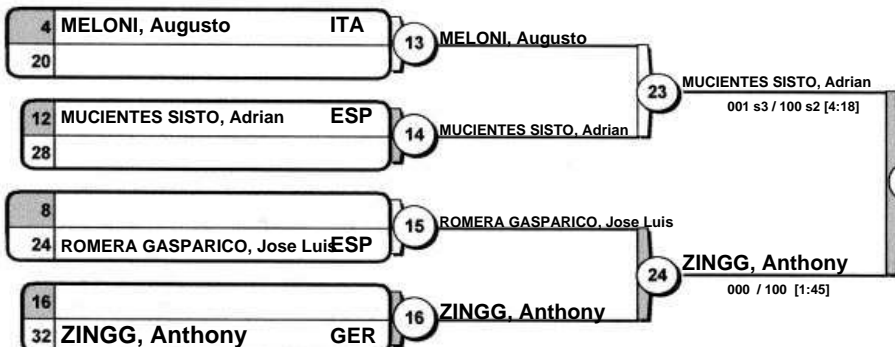 4 MELONI, Augusto ITA
20
13 MELONI, Augusto
12 MUCIENTES SISTO, Adrian ESP
28
14 MUCIENTES SISTO, Adrian
23 MUCIENTES SISTO, Adrian
001 s3 / 100 s2 [4:18]
8
24 ROMERA GASPARICO, Jose Luis ESP
15 ROMERA GASPARICO, Jose Luis
16
32 ZINGG, Anthony GER
16 ZINGG, Anthony
24 ZINGG, Anthony
000 / 100 [1:45]